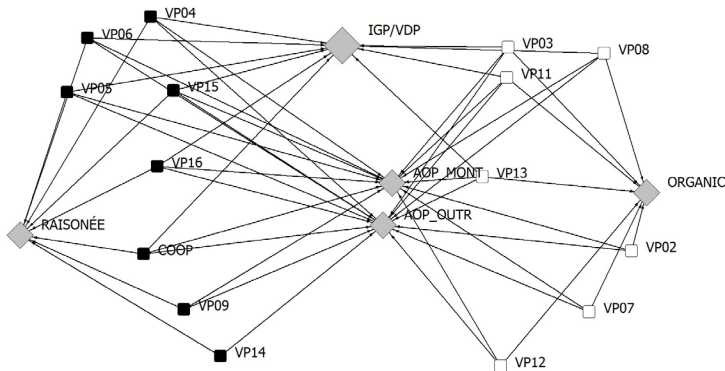 VP04
IGP/VDP
VP06
VP03
VP08
VP05
VP15
VP11
VP16
AOP_MONT
VP13
ORGANIC
RAISONÉE
AOP_OUTR
COOP
VP02
VP09
VP07
VP14
VP12